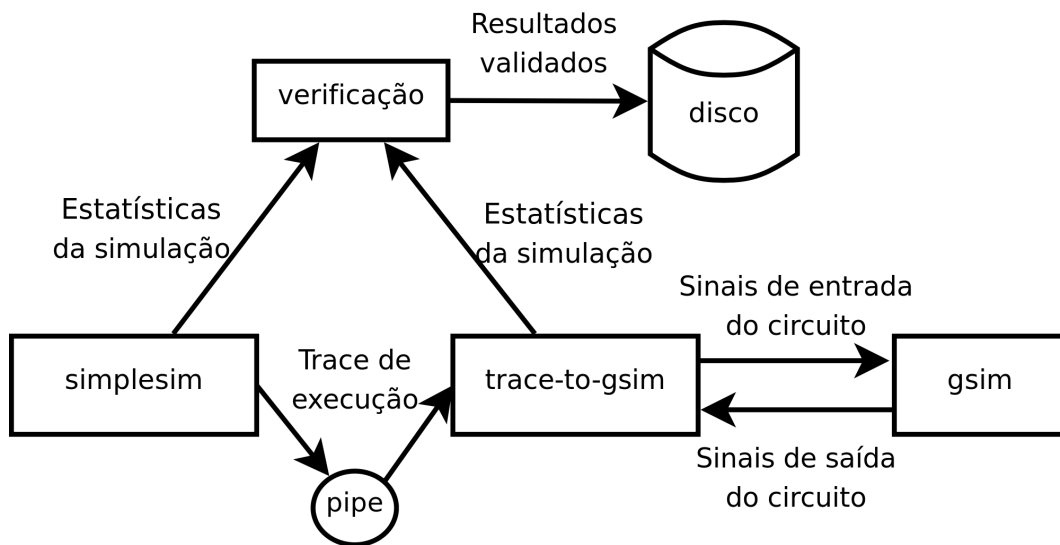 Resultados
validados
verificação
disco
Estatísticas
da simulação
Estatísticas
da simulação
Sinais de entrada
do circuito
simplesim
Trace de
execução
trace-to-gsim
gsim
Sinais de saída
do circuito
pipe